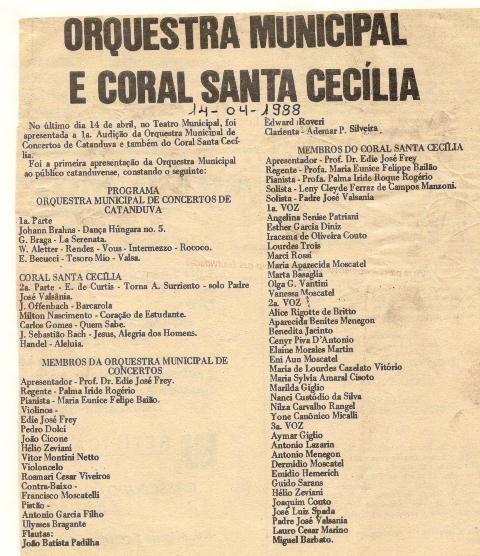 ORQUESTRA MUNICIPAL
E CORAL SANTA CECÍLIA
14-04-1988
No último dia 14 de abril, no Teatro Municipal, foi
apresentada a 1a. Audição da Orquestra Municipal de
Concertos de Catanduva e também do Coral Santa Cecí-
lia.
Foi a primeira apresentação da Orquestra Municipal
ao público catanduvense, constando o seguinte:
PROGRAMA
ORQUESTRA MUNICIPAL DE CONCERTOS DE
CATANDUVA
1a. Parte
Johann Brahns - Dança Húngara no. 5.
G. Braga - La Serenata.
W. Aletter - Rendez - Vous - Intermezzo - Rococo.
E. Becucci - Tesoro Mio - Valsa.
CORAL SANTA CECÍLIA
2a. Parte - E. de Curtis - Torna A. Surriento - solo Padre
José Valsânia.
J. Offenbach - Barcarola
Milton Nascimento - Coração de Estudante.
Carlos Gomes - Quem Sabe.
J. Sebastião Bach - Jesus, Alegria dos Homens.
Handel - Aleluia.
MEMBROS DA ORQUESTRA MUNICIPAL DE
CONCERTOS
Apresentador - Prof. Dr. Edie José Frey.
Regente - Palma Iride Rogério
Pianista - Maria Eunice Felipe Baião.
Violinos -
Edie José Frey
Pedro Dolci
João Cicone
Hélio Zeviani
Vitor Montini Netto
Violoncelo
Rosmari Cesar Viveiros
Contra-Baixo -
Francisco Moscatelli
Pistão -
Antonio Garcia Filho
Ulysses Bragante
Flautas:
João Batista Padilha
Edward Roveri
Clarienta - Ademar P. Silveira.
MEMBROS DO CORAL SANTA CECÍLIA
Apresentador - Prof. Dr. Edie José Frey
Regente - Profa. Maria Eunice Felippe Bailão
Pianista - Profa. Palma Iride Roque Rogério
Solista - Leny Cleyde Ferraz de Campos Manzoni.
Solista - Padre José Valsania
1a. VOZ
Angelina Senise Patriani
Esther Garcia Diniz
Iracema de Oliveira Couto
Lourdes Trois
Marci Rossi
Maria Aparecida Moscatel
Marta Basaglia
Olga G. Vantini
Vanessa Moscatel
2a. VOZ
Alice Rigotte de Britto
Aparecida Benites Menegon
Benedita Jacinto
Cenyr Piva D'Antonio
Elaine Morales Martin
Eni Aun Moscatel
Maria de Lourdes Cazelato Vitório
Maria Sylvia Amaral Cisoto
Marilda Giglio
Nanci Custódio da Silva
Nilza Carvalho Rangel
Yone Canônico Micalli
3a. VOZ
Aymar Giglio
Antonio Lazarin
Antonio Menegon
Dermídio Moscatel
Emídio Hemerich
Guido Sarans
Hélio Zeviani
Joaquim Couto
José Luiz Spada
Padre José Valsania
Lauro Cesar Marino
Miguel Barbato.